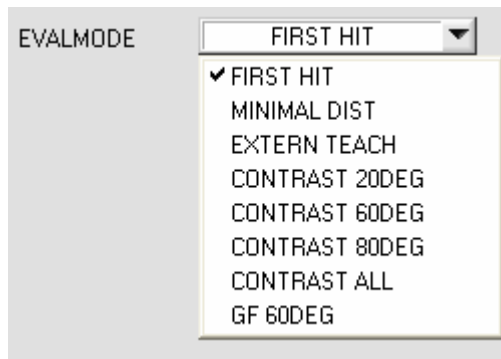 EVALMODE FIRST HIT
FIRST HIT
MINIMAL DIST
EXTERN TEACH
CONTRAST 20DEG
CONTRAST 60DEG
CONTRAST 80DEG
CONTRAST ALL
GF 60DEG